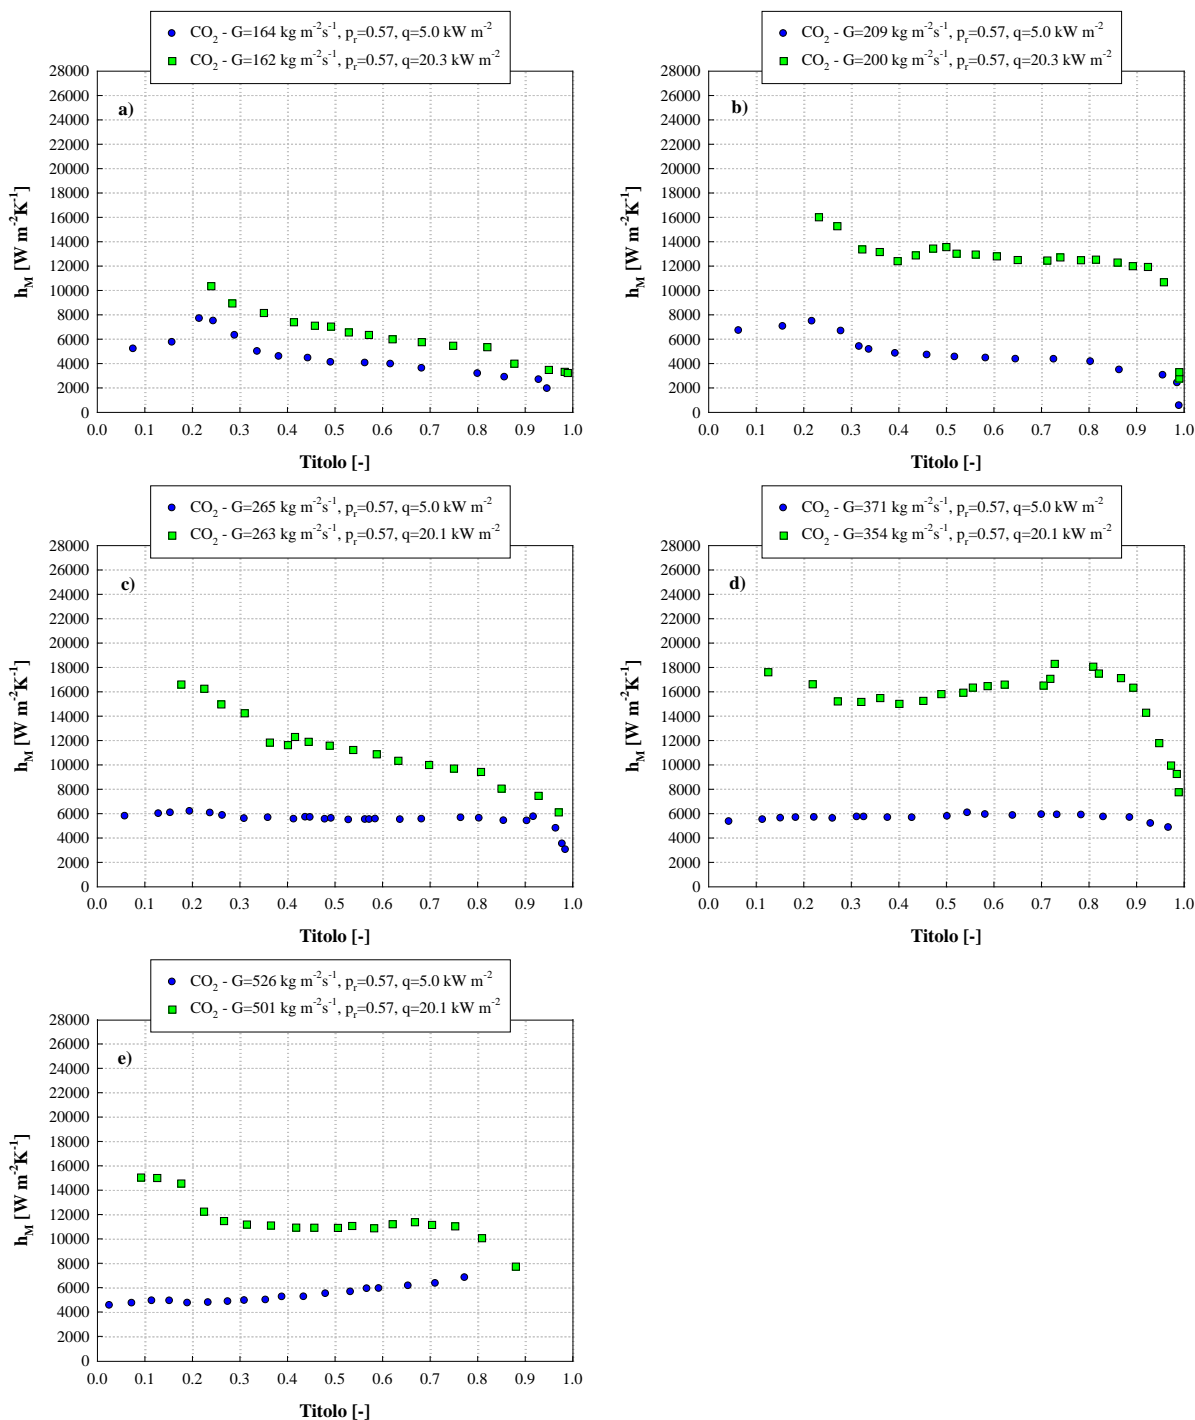 CO₂ - G=164 kg m⁻²s⁻¹, pᵣ=0.57, q=5.0 kW m⁻²
CO₂ - G=162 kg m⁻²s⁻¹, pᵣ=0.57, q=20.3 kW m⁻²
28000
26000
24000
22000
20000
18000
16000
14000
12000
10000
8000
6000
4000
2000
0
h_M [W m⁻²K⁻¹]
a)
0.0 0.1 0.2 0.3 0.4 0.5 0.6 0.7 0.8 0.9 1.0
Titolo [-]
CO₂ - G=209 kg m⁻²s⁻¹, pᵣ=0.57, q=5.0 kW m⁻²
CO₂ - G=200 kg m⁻²s⁻¹, pᵣ=0.57, q=20.3 kW m⁻²
28000
26000
24000
22000
20000
18000
16000
14000
12000
10000
8000
6000
4000
2000
0
h_M [W m⁻²K⁻¹]
b)
0.0 0.1 0.2 0.3 0.4 0.5 0.6 0.7 0.8 0.9 1.0
Titolo [-]
CO₂ - G=265 kg m⁻²s⁻¹, pᵣ=0.57, q=5.0 kW m⁻²
CO₂ - G=263 kg m⁻²s⁻¹, pᵣ=0.57, q=20.1 kW m⁻²
28000
26000
24000
22000
20000
18000
16000
14000
12000
10000
8000
6000
4000
2000
0
h_M [W m⁻²K⁻¹]
c)
0.0 0.1 0.2 0.3 0.4 0.5 0.6 0.7 0.8 0.9 1.0
Titolo [-]
CO₂ - G=371 kg m⁻²s⁻¹, pᵣ=0.57, q=5.0 kW m⁻²
CO₂ - G=354 kg m⁻²s⁻¹, pᵣ=0.57, q=20.1 kW m⁻²
28000
26000
24000
22000
20000
18000
16000
14000
12000
10000
8000
6000
4000
2000
0
h_M [W m⁻²K⁻¹]
d)
0.0 0.1 0.2 0.3 0.4 0.5 0.6 0.7 0.8 0.9 1.0
Titolo [-]
CO₂ - G=526 kg m⁻²s⁻¹, pᵣ=0.57, q=5.0 kW m⁻²
CO₂ - G=501 kg m⁻²s⁻¹, pᵣ=0.57, q=20.1 kW m⁻²
28000
26000
24000
22000
20000
18000
16000
14000
12000
10000
8000
6000
4000
2000
0
h_M [W m⁻²K⁻¹]
e)
0.0 0.1 0.2 0.3 0.4 0.5 0.6 0.7 0.8 0.9 1.0
Titolo [-]